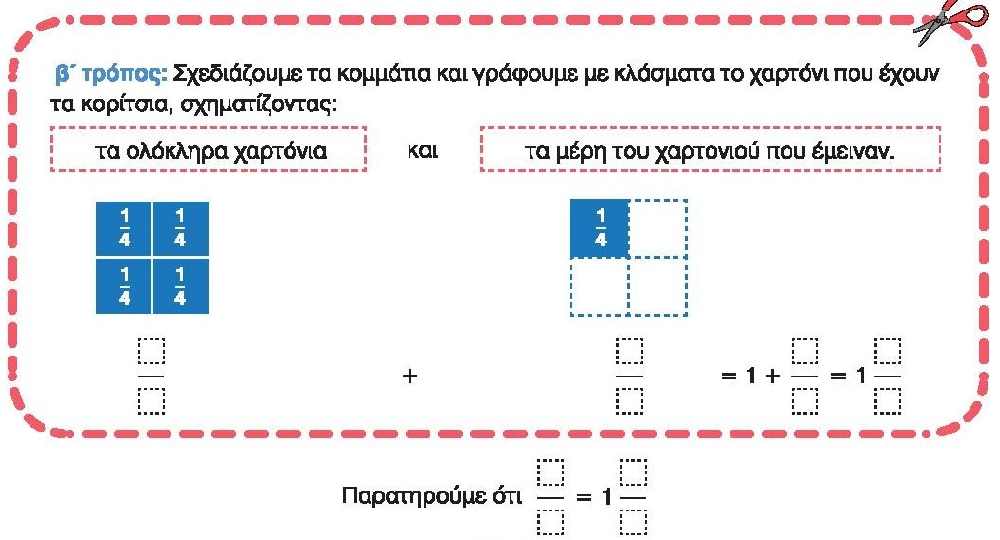 β΄ τρόπος: Σχεδιάζουμε τα κομμάτια και γράφουμε με κλάσματα το χαρτόνι που έχουν
τα κορίτσια, σχηματίζοντας:
τα ολόκληρα χαρτόνια και τα μέρη του χαρτονιού που έμειναν.
1/4 1/4 1/4
1/4 1/4
+ = 1 + = 1
Παρατηρούμε ότι = 1